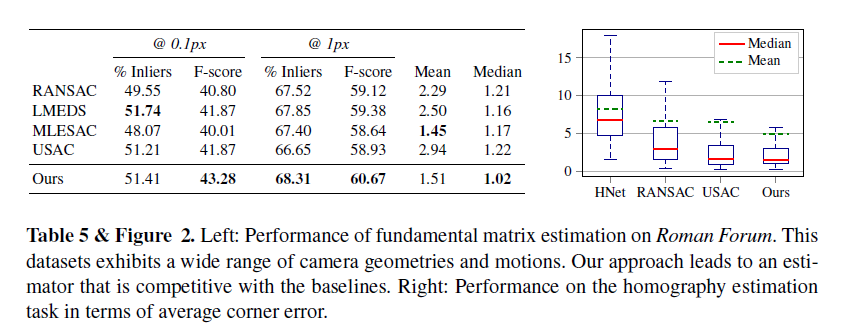 @ 0.1px @ 1px
% Inliers F-score % Inliers F-score Mean Median
RANSAC 49.55 40.80 67.52 59.12 2.29 1.21
LMEDS 51.74 41.87 67.85 59.38 2.50 1.16
MLESAC 48.07 40.01 67.40 58.64 1.45 1.17
USAC 51.21 41.87 66.65 58.93 2.94 1.22
Ours 51.41 43.28 68.31 60.67 1.51 1.02
Median
Mean
15
10
5
0
HNet RANSAC USAC Ours
Table 5 & Figure 2. Left: Performance of fundamental matrix estimation on Roman Forum. This
datasets exhibits a wide range of camera geometries and motions. Our approach leads to an esti-
mator that is competitive with the baselines. Right: Performance on the homography estimation
task in terms of average corner error.